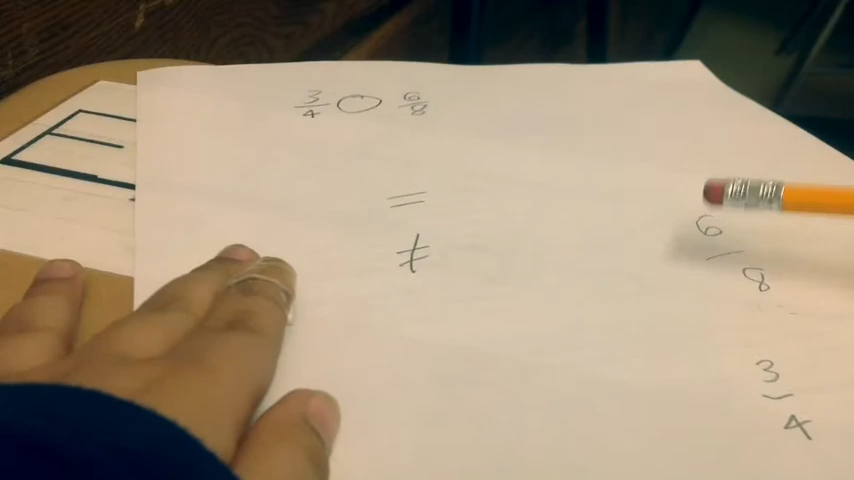 3/4 ○ 6/8
=
≠
6/8
3/4